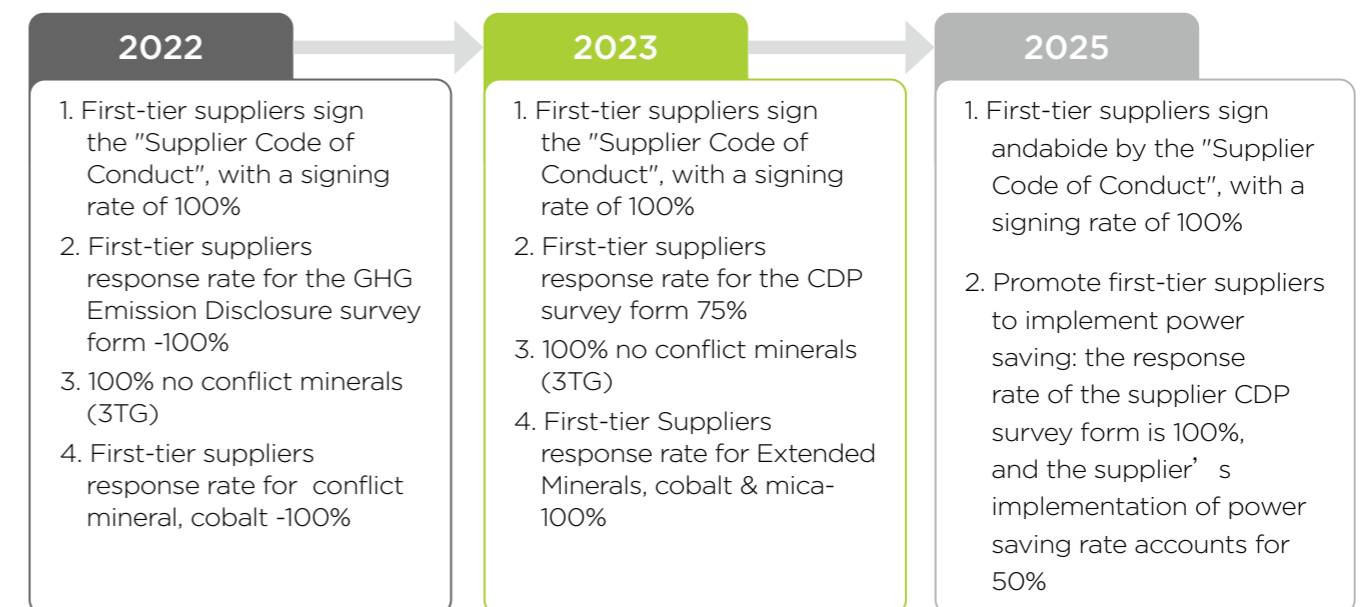 2022
1. First-tier suppliers sign
the "Supplier Code of
Conduct", with a signing
rate of 100%
2. First-tier suppliers
response rate for the GHG
Emission Disclosure survey
form -100%
3. 100% no conflict minerals
(3TG)
4. First-tier suppliers
response rate for conflict
mineral, cobalt -100%
2023
1. First-tier suppliers sign
the "Supplier Code of
Conduct", with a signing
rate of 100%
2. First-tier suppliers
response rate for the CDP
survey form 75%
3. 100% no conflict minerals
(3TG)
4. First-tier Suppliers
response rate for Extended
Minerals, cobalt & mica-
100%
2025
1. First-tier suppliers sign
andabide by the "Supplier
Code of Conduct", with a
signing rate of 100%
2. Promote first-tier suppliers
to implement power
saving: the response
rate of the supplier CDP
survey form is 100%,
and the supplier’ s
implementation of power
saving rate accounts for
50%